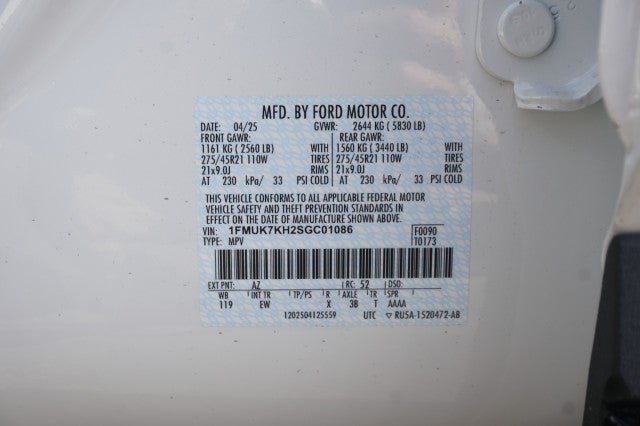 MFD. BY FORD MOTOR CO.
DATE: 04/25 GVWR: 2644 KG ( 5830 LB)
FRONT GAWR: REAR GAWR:
1161 KG ( 2560 LB) WITH 1560 KG ( 3440 LB) WITH
275/45R21 110W TIRES 275/45R21 110W TIRES
21x9.0J RIMS 21x9.0J RIMS
AT 230 kPa/ 33 PSI COLD AT 230 kPa/ 33 PSI COLD
THIS VEHICLE CONFORMS TO ALL APPLICABLE FEDERAL MOTOR
VEHICLE SAFETY AND THEFT PREVENTION STANDARDS IN
EFFECT ON THE DATE OF MANUFACTURE SHOWN ABOVE.
VIN: 1FMUK7KH2SGC01086 F0090
TYPE: MPV T0173
EXT PNT: AZ RC: 52 DSO:
WB INT TR TP/PS R AXLE TR SPR
119 EW X 3B T AAAA
1202504125559 UTC ▽ RU5A-1520472-AB